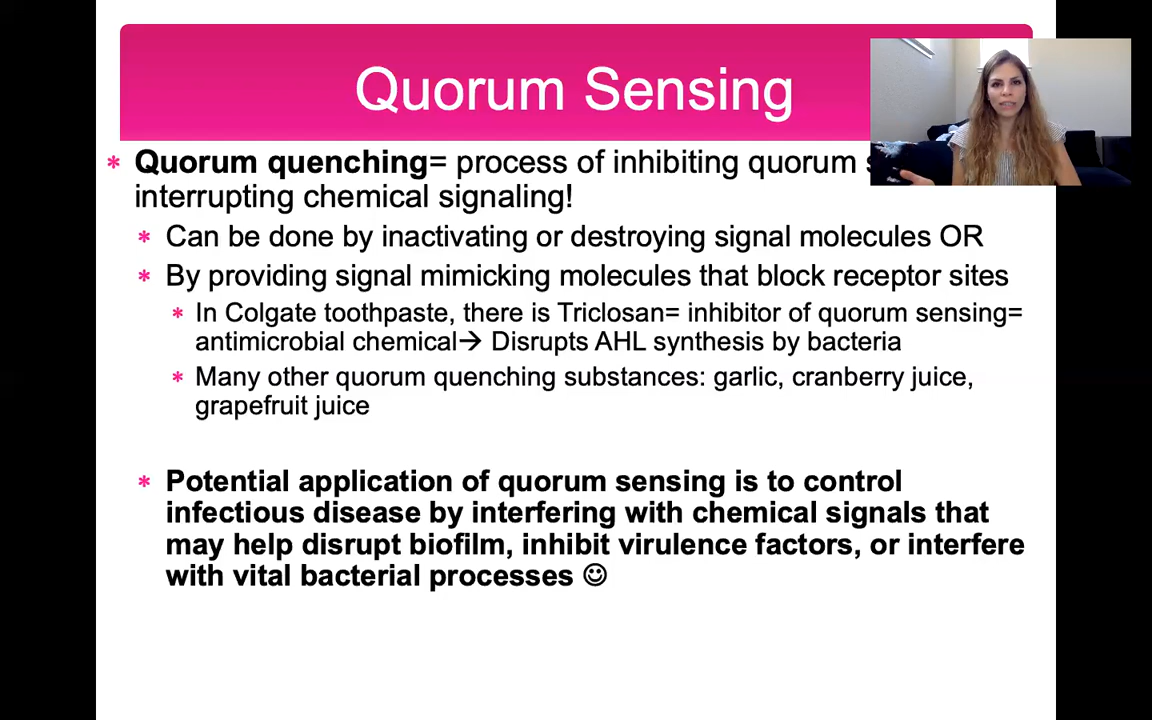 Quorum Sensing
* Quorum quenching= process of inhibiting quorum
interrupting chemical signaling!
* Can be done by inactivating or destroying signal molecules OR
* By providing signal mimicking molecules that block receptor sites
* In Colgate toothpaste, there is Triclosan= inhibitor of quorum sensing=
antimicrobial chemical→ Disrupts AHL synthesis by bacteria
* Many other quorum quenching substances: garlic, cranberry juice,
grapefruit juice
* Potential application of quorum sensing is to control
infectious disease by interfering with chemical signals that
may help disrupt biofilm, inhibit virulence factors, or interfere
with vital bacterial processes ☺